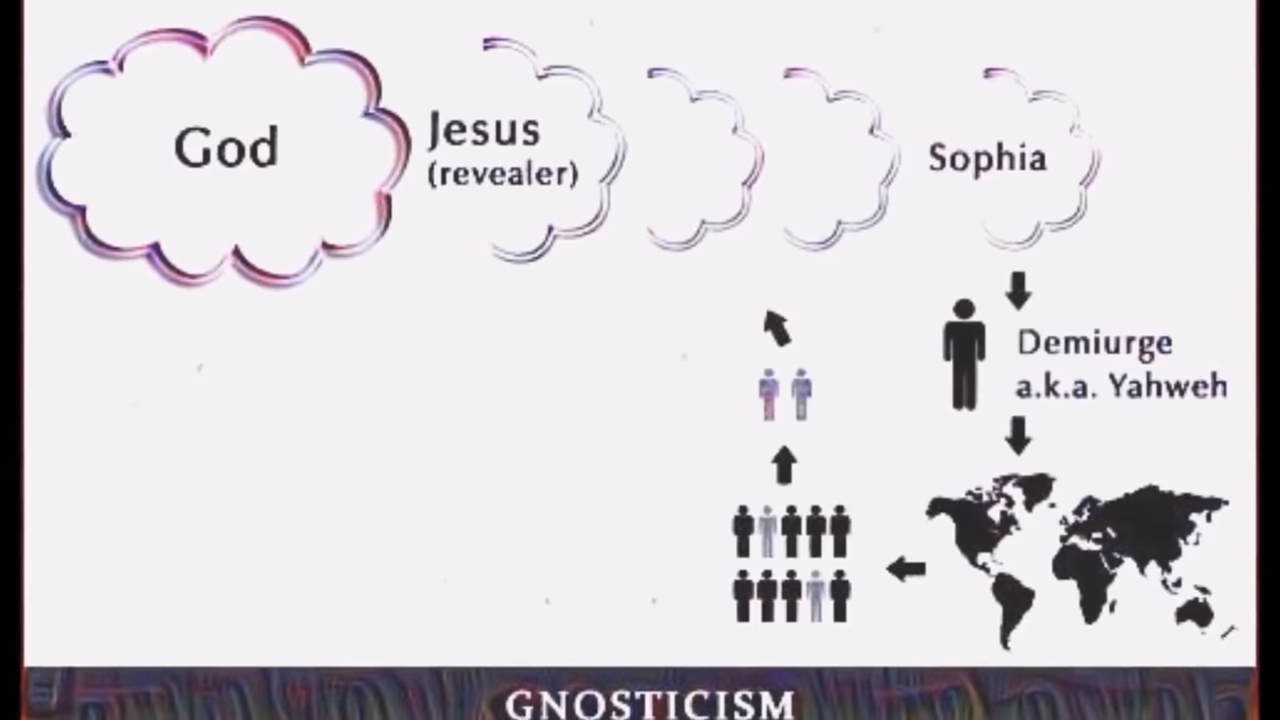 God
Jesus
(revealer)
Sophia
Demiurge
a.k.a. Yahweh
GNOSTICISM